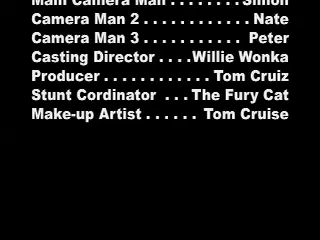 Main Camera Man . . . . . . . . Simon
Camera Man 2 . . . . . . . . . . . . Nate
Camera Man 3 . . . . . . . . . . . Peter
Casting Director . . . .Willie Wonka
Producer . . . . . . . . . . . . Tom Cruiz
Stunt Cordinator . . . The Fury Cat
Make-up Artist . . . . . . Tom Cruise